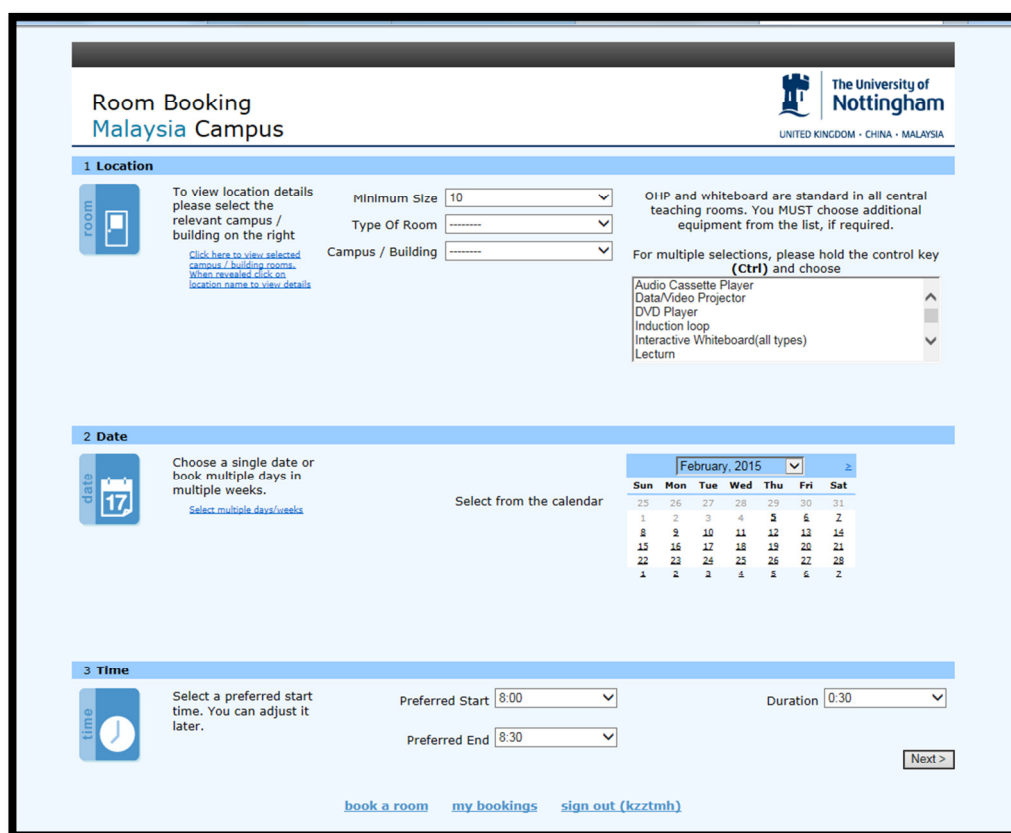 Room Booking
Malaysia Campus
The University of
Nottingham
UNITED KINGDOM · CHINA · MALAYSIA
1 Location
room
To view location details
please select the
relevant campus /
building on the right
Click here to view selected
campus / building rooms.
When revealed click on
location name to view details
Minimum Size 10
Type Of Room --------
Campus / Building --------
OHP and whiteboard are standard in all central
teaching rooms. You MUST choose additional
equipment from the list, if required.
For multiple selections, please hold the control key
(Ctrl) and choose
Audio Cassette Player
Data/Video Projector
DVD Player
Induction loop
Interactive Whiteboard(all types)
Lecturn
2 Date
date
17
Choose a single date or
book multiple days in
multiple weeks.
Select multiple days/weeks
Select from the calendar
February, 2015 >
Sun Mon Tue Wed Thu Fri Sat
25 26 27 28 29 30 31
1 2 3 4 5 6 7
8 9 10 11 12 13 14
15 16 17 18 19 20 21
22 23 24 25 26 27 28
1 2 3 4 5 6 7
3 Time
time
Select a preferred start
time. You can adjust it
later.
Preferred Start 8:00
Duration 0:30
Preferred End 8:30
Next >
book a room my bookings sign out (kzztmh)